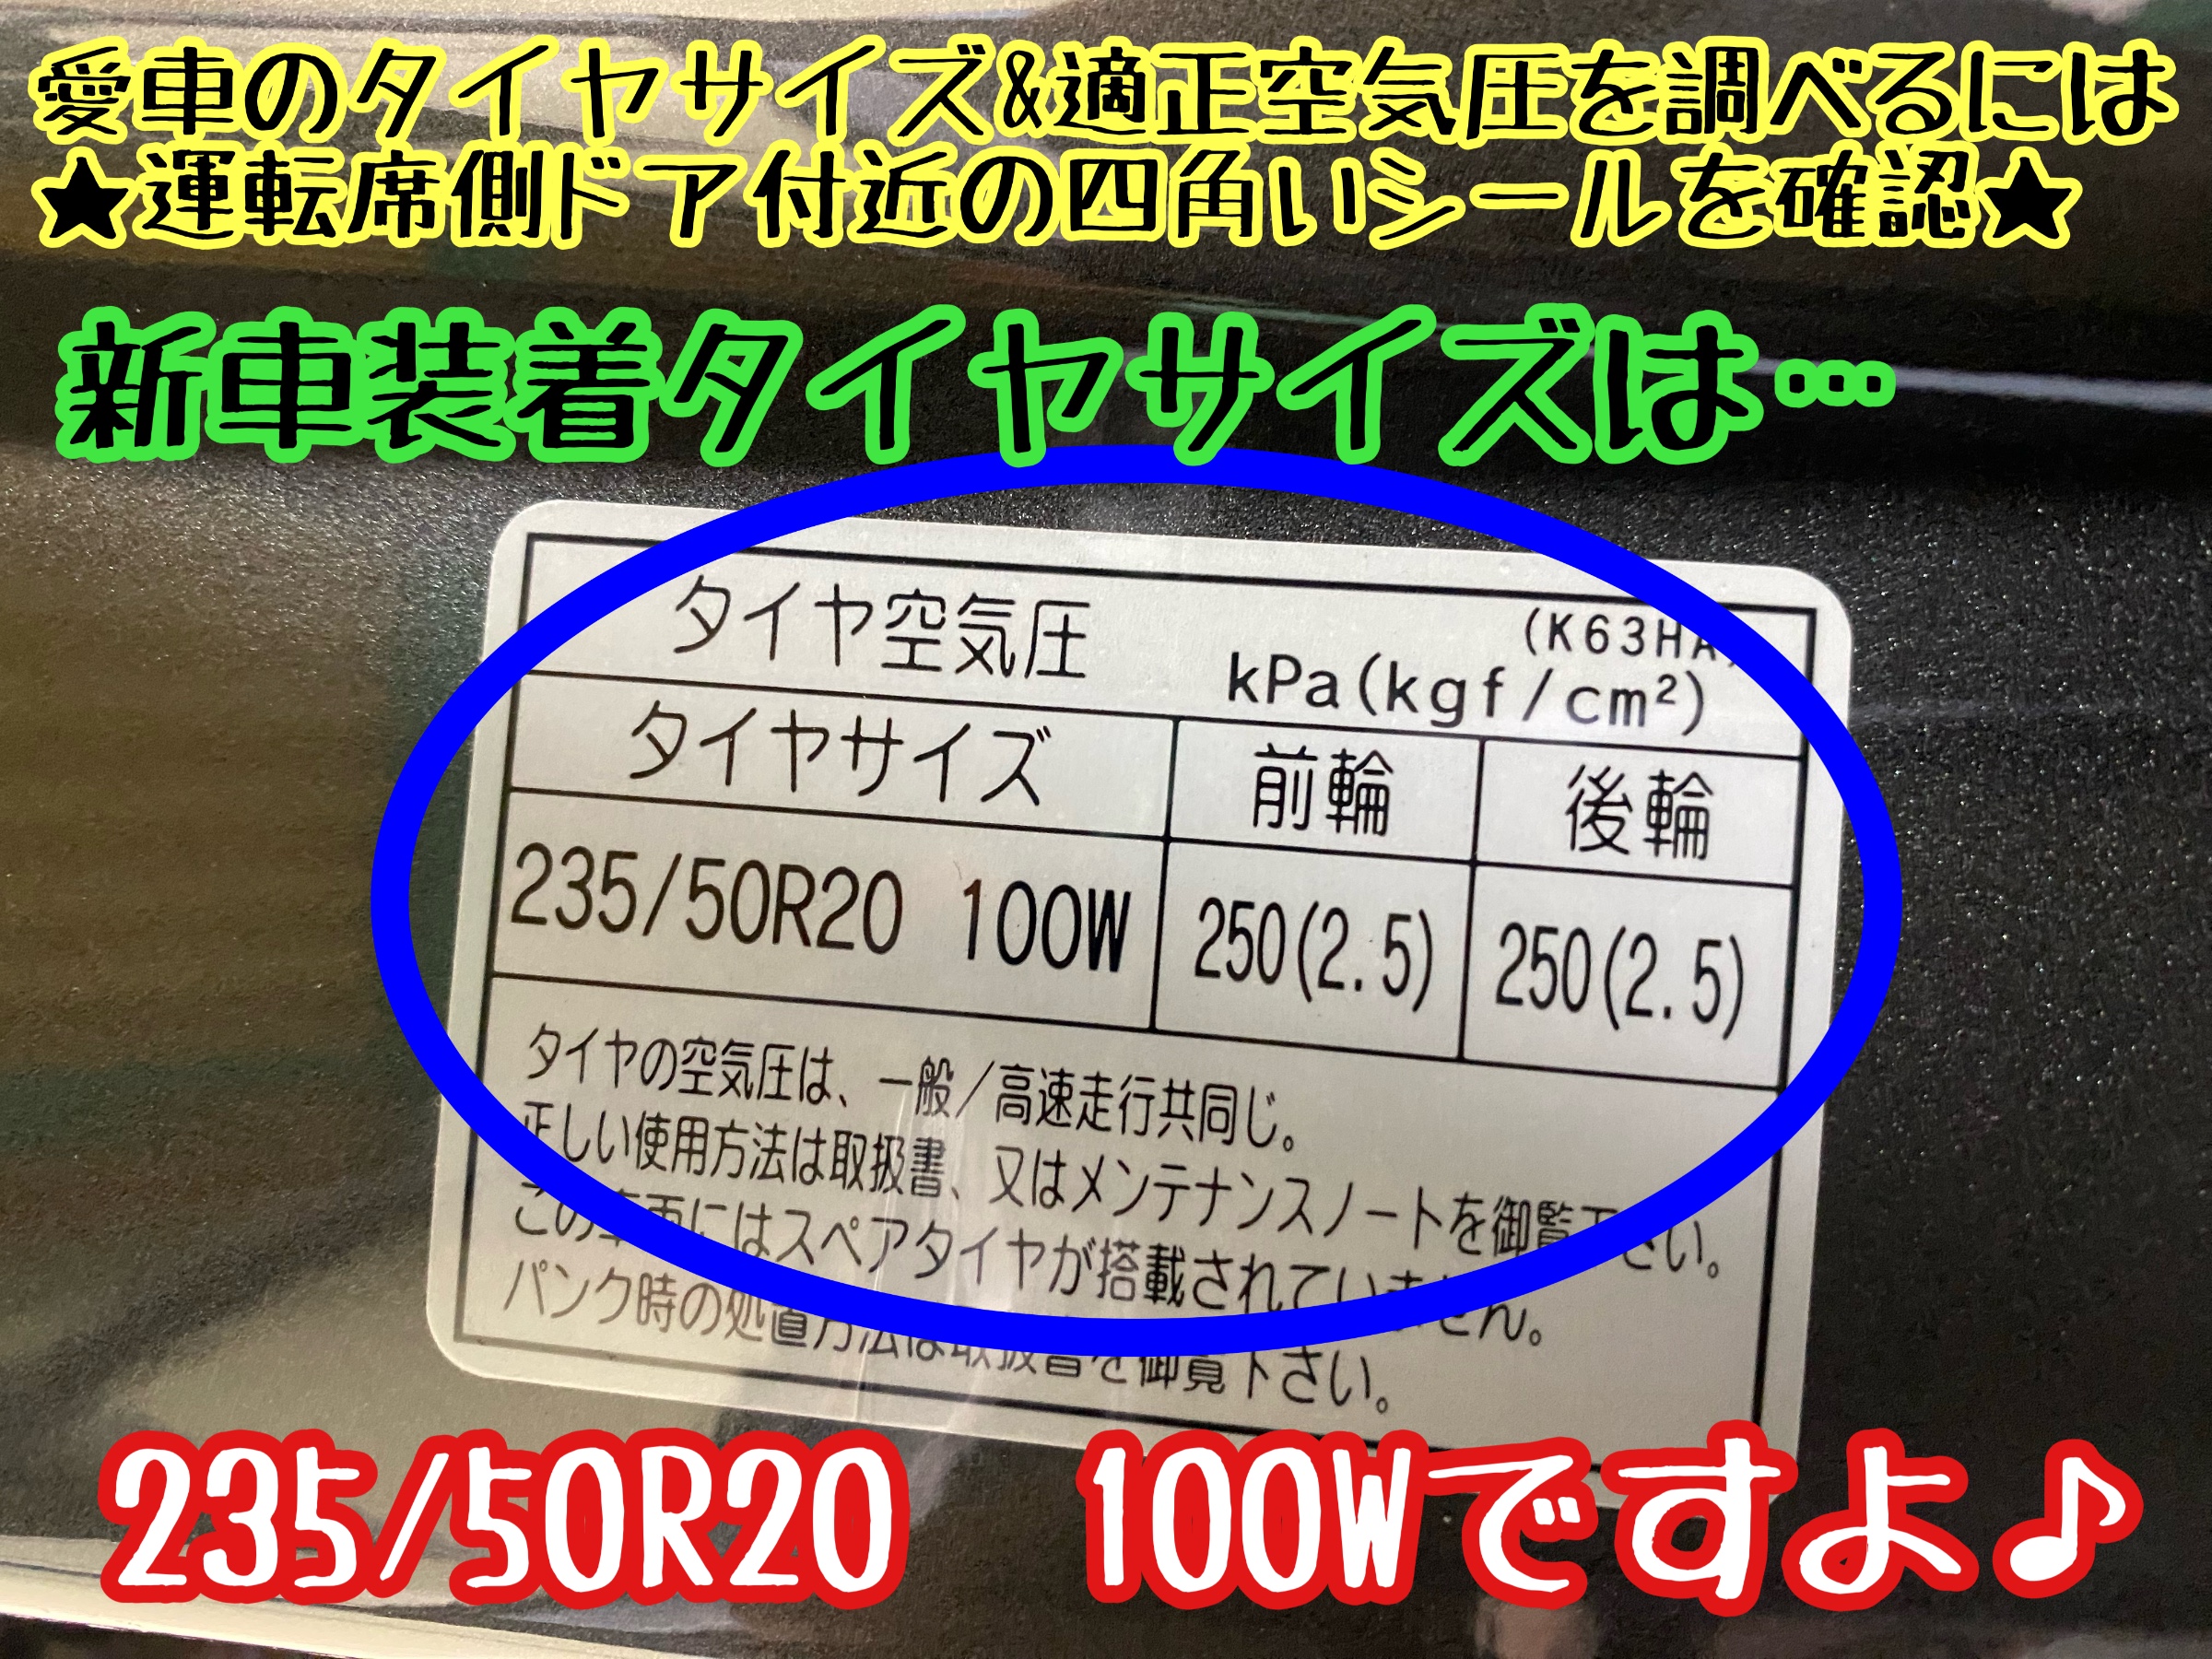 愛車のタイヤサイズ&適正空気圧を調べるには
★運転席側ドア付近の四角いシールを確認★
新車装着タイヤサイズは…
タイヤ空気圧
(K63HA)
kPa(kgf/cm²)
タイヤサイズ 前輪 後輪
235/50R20 100W 250(2.5) 250(2.5)
タイヤの空気圧は、一般/高速走行共同じ。
正しい使用方法は取扱書、又はメンテナンスノートを御覧下さい。
この車両にはスペアタイヤが搭載されていません。
パンク時の処置方法は取扱書を御覧下さい。
235/50R20 100Wですよ♪